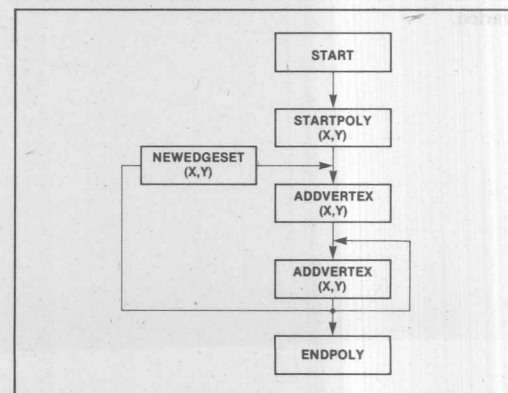 START
STARTPOLY
(X,Y)
NEWEDGESET
(X,Y)
ADDVERTEX
(X,Y)
ADDVERTEX
(X,Y)
ENDPOLY